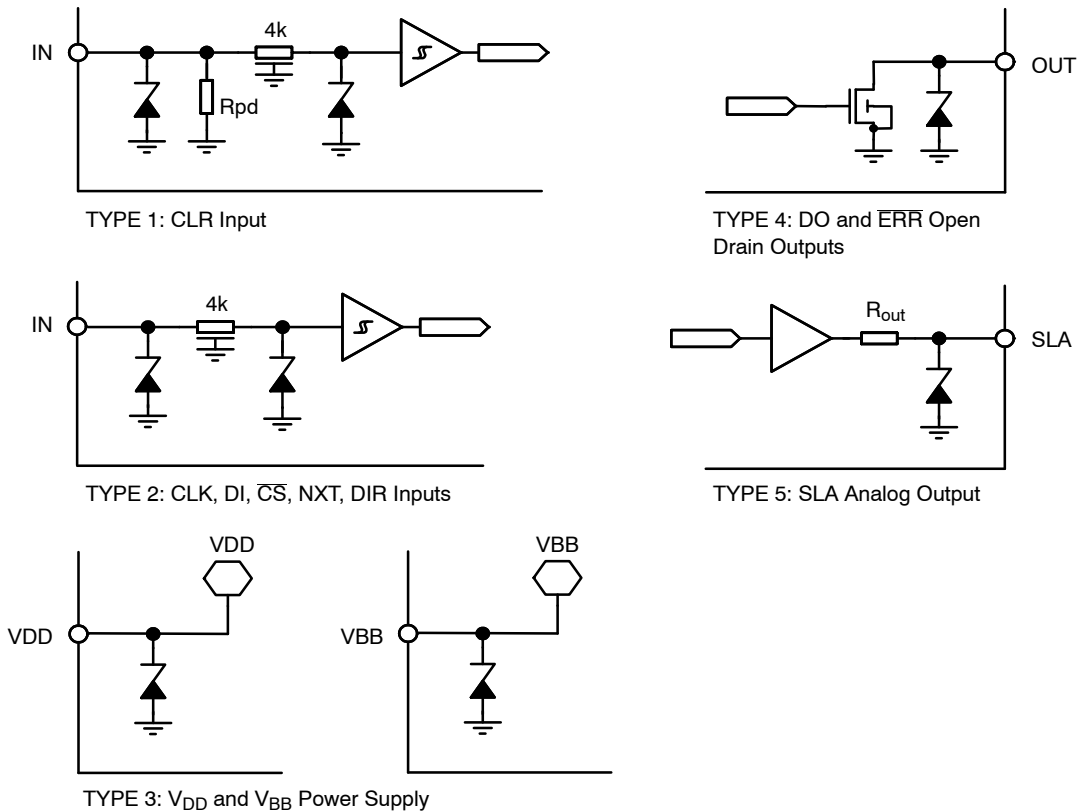 IN
4k
Rpd
TYPE 1: CLR Input
OUT
TYPE 4: DO and E̅R̅R̅ Open
Drain Outputs
IN
4k
TYPE 2: CLK, DI, C̅S̅, NXT, DIR Inputs
Rout
SLA
TYPE 5: SLA Analog Output
VDD
VDD
VBB
VBB
TYPE 3: VDD and VBB Power Supply